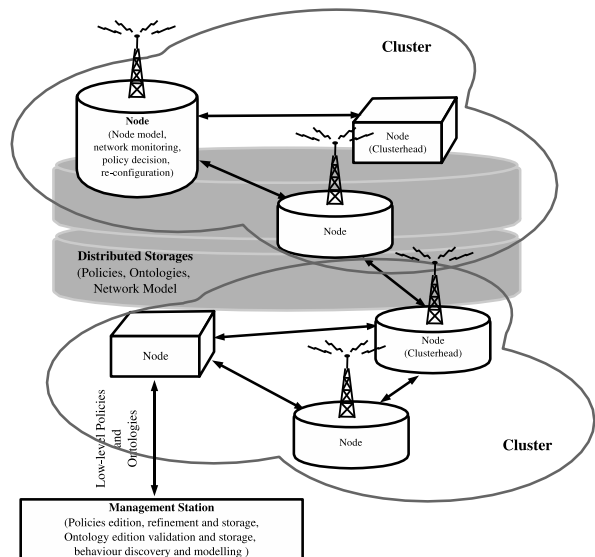 Cluster
Node
(Node model,
network monitoring,
policy decision,
re-configuration)
Node
(Clusterhead)
Node
Distributed Storages
(Policies, Ontologies,
Network Model
Node
(Clusterhead)
Node
Node
Cluster
Low-level Policies
and
Ontologies
Management Station
(Policies edition, refinement and storage,
Ontology edition validation and storage,
behaviour discovery and modelling )